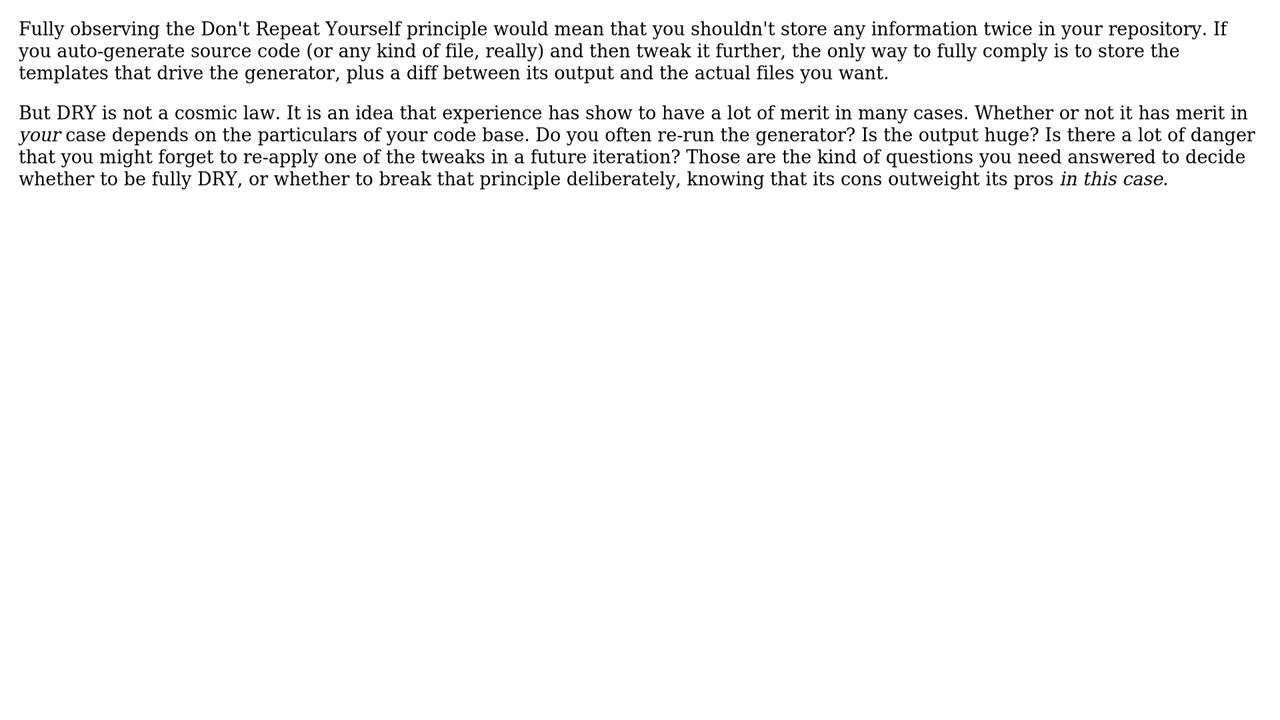 Fully observing the Don't Repeat Yourself principle would mean that you shouldn't store any information twice in your repository. If
you auto-generate source code (or any kind of file, really) and then tweak it further, the only way to fully comply is to store the
templates that drive the generator, plus a diff between its output and the actual files you want.
But DRY is not a cosmic law. It is an idea that experience has show to have a lot of merit in many cases. Whether or not it has merit in
your case depends on the particulars of your code base. Do you often re-run the generator? Is the output huge? Is there a lot of danger
that you might forget to re-apply one of the tweaks in a future iteration? Those are the kind of questions you need answered to decide
whether to be fully DRY, or whether to break that principle deliberately, knowing that its cons outweight its pros in this case.